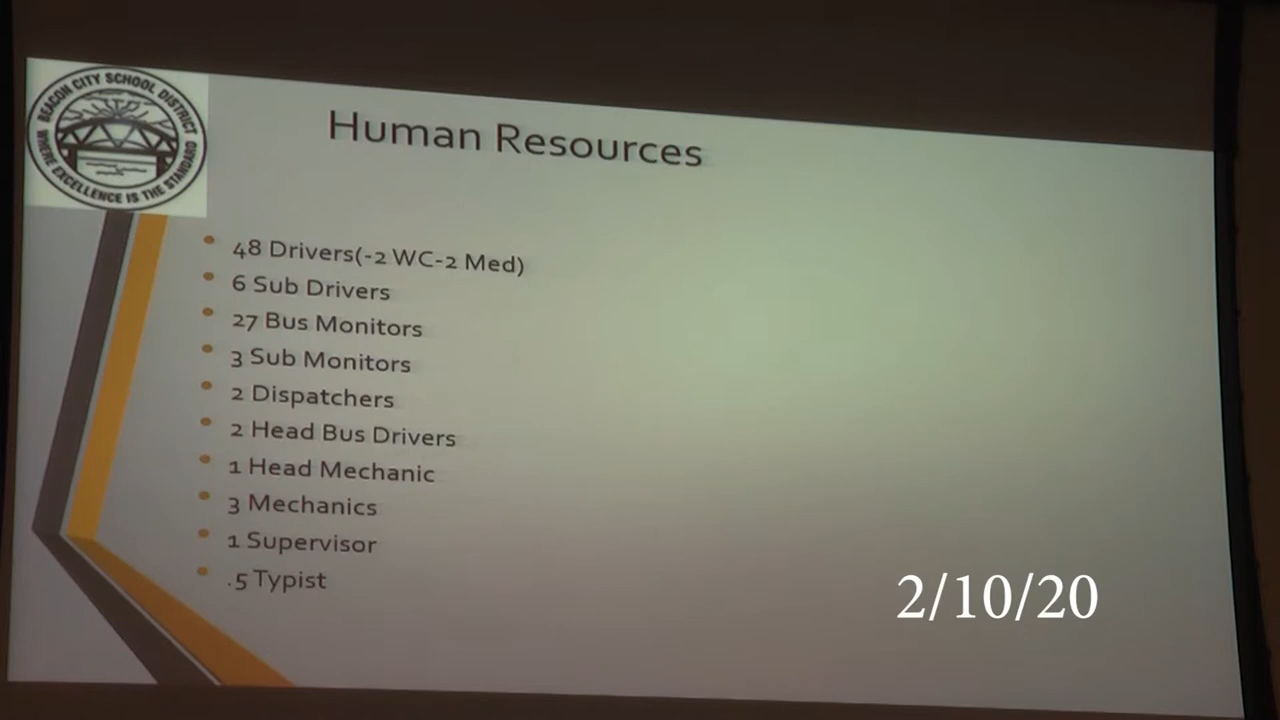 BEACON CITY SCHOOL DISTRICT
WHERE EXCELLENCE IS THE STANDARD
Human Resources
48 Drivers(-2 WC-2 Med)
6 Sub Drivers
27 Bus Monitors
3 Sub Monitors
2 Dispatchers
2 Head Bus Drivers
1 Head Mechanic
3 Mechanics
1 Supervisor
.5 Typist
2/10/20